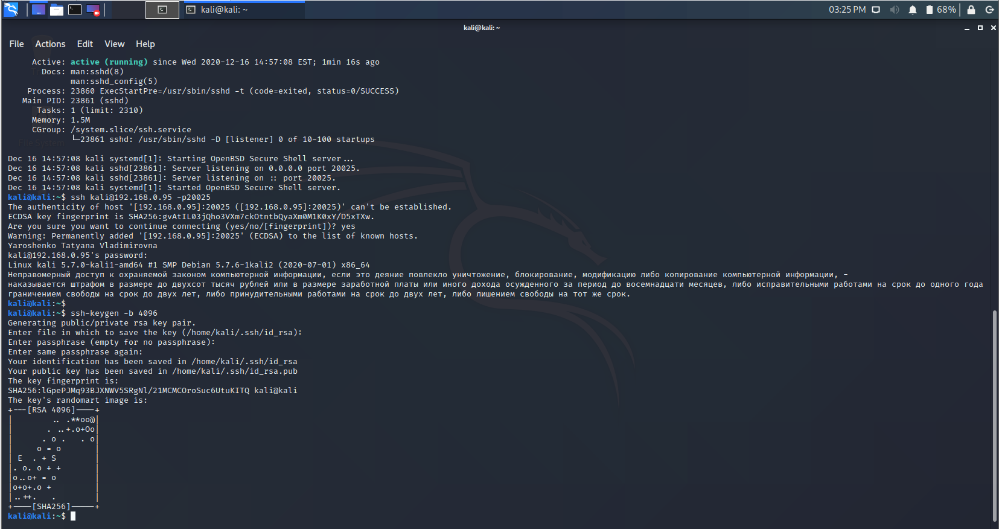 kali@kali: ~
03:25 PM
68%
kali@kali: ~
File Actions Edit View Help
Active: active (running) since Wed 2020-12-16 14:57:08 EST; 1min 16s ago
Docs: man:sshd(8)
man:sshd_config(5)
Process: 23860 ExecStartPre=/usr/sbin/sshd -t (code=exited, status=0/SUCCESS)
Main PID: 23861 (sshd)
Tasks: 1 (limit: 2310)
Memory: 1.5M
CGroup: /system.slice/ssh.service
└─23861 sshd: /usr/sbin/sshd -D [listener] 0 of 10-100 startups
File System
Dec 16 14:57:08 kali systemd[1]: Starting OpenBSD Secure Shell server...
Dec 16 14:57:08 kali sshd[23861]: Server listening on 0.0.0.0 port 20025.
Dec 16 14:57:08 kali sshd[23861]: Server listening on :: port 20025.
Dec 16 14:57:08 kali systemd[1]: Started OpenBSD Secure Shell server.
kali@kali:~$ ssh kali@192.168.0.95 -p20025
The authenticity of host '[192.168.0.95]:20025 ([192.168.0.95]:20025)' can't be established.
ECDSA key fingerprint is SHA256:gvAtIL03jQho3VXm7ckOtntbQyaXm0M1K0xY/D5xTXw.
Are you sure you want to continue connecting (yes/no/[fingerprint])? yes
Warning: Permanently added '[192.168.0.95]:20025' (ECDSA) to the list of known hosts.
Yaroshenko Tatyana Vladimirovna
kali@192.168.0.95's password:
Linux kali 5.7.0-kali1-amd64 #1 SMP Debian 5.7.6-1kali2 (2020-07-01) x86_64
Неправомерный доступ к охраняемой законом компьютерной информации, если это деяние повлекло уничтожение, блокирование, модификацию либо копирование компьютерной информации, -
наказывается штрафом в размере до двухсот тысяч рублей или в размере заработной платы или иного дохода осужденного за период до восемнадцати месяцев, либо исправительными работами на срок до одного года
граничением свободы на срок до двух лет, либо принудительными работами на срок до двух лет, либо лишением свободы на тот же срок.
kali@kali:~$
kali@kali:~$ ssh-keygen -b 4096
Generating public/private rsa key pair.
Enter file in which to save the key (/home/kali/.ssh/id_rsa):
Enter passphrase (empty for no passphrase):
Enter same passphrase again:
Your identification has been saved in /home/kali/.ssh/id_rsa
Your public key has been saved in /home/kali/.ssh/id_rsa.pub
The key fingerprint is:
SHA256:lGpePJMq93BJXNWV5SRgNl/21MCMCOroSuc6UtuKITQ kali@kali
The key's randomart image is:
+---[RSA 4096]----+
|         .. .**oo@|
|        . ..+.o+Oo|
|       . o .   . o|
|      o = o       |
| E  . + S        |
|. o. o + +       |
|o..o+ = o        |
|o+o+.o +         |
|..++.   .        |
+----[SHA256]-----+
kali@kali:~$